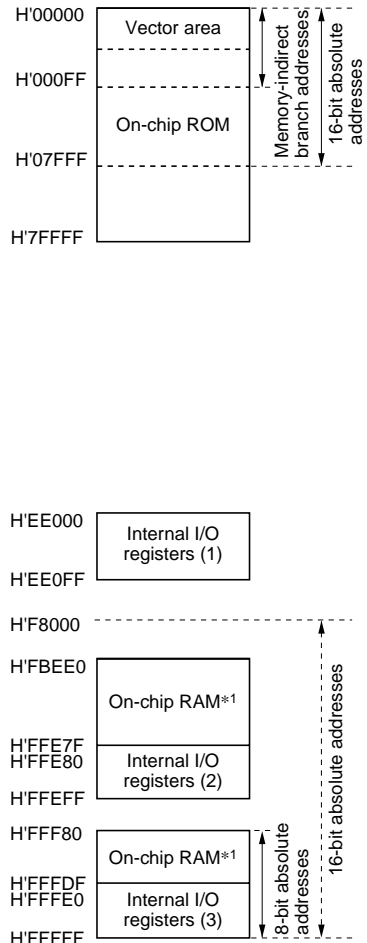 H'00000
Vector area
H'000FF
On-chip ROM
H'07FFF
H'7FFFF
Memory-indirect
branch addresses
16-bit absolute
addresses
H'EE000
Internal I/O
registers (1)
H'EE0FF
H'F8000
H'FBEE0
On-chip RAM*1
H'FFE7F
H'FFE80
Internal I/O
registers (2)
H'FFEFF
H'FFF80
On-chip RAM*1
H'FFFDF
H'FFFE0
Internal I/O
registers (3)
H'FFFFF
8-bit absolute
addresses
16-bit absolute addresses